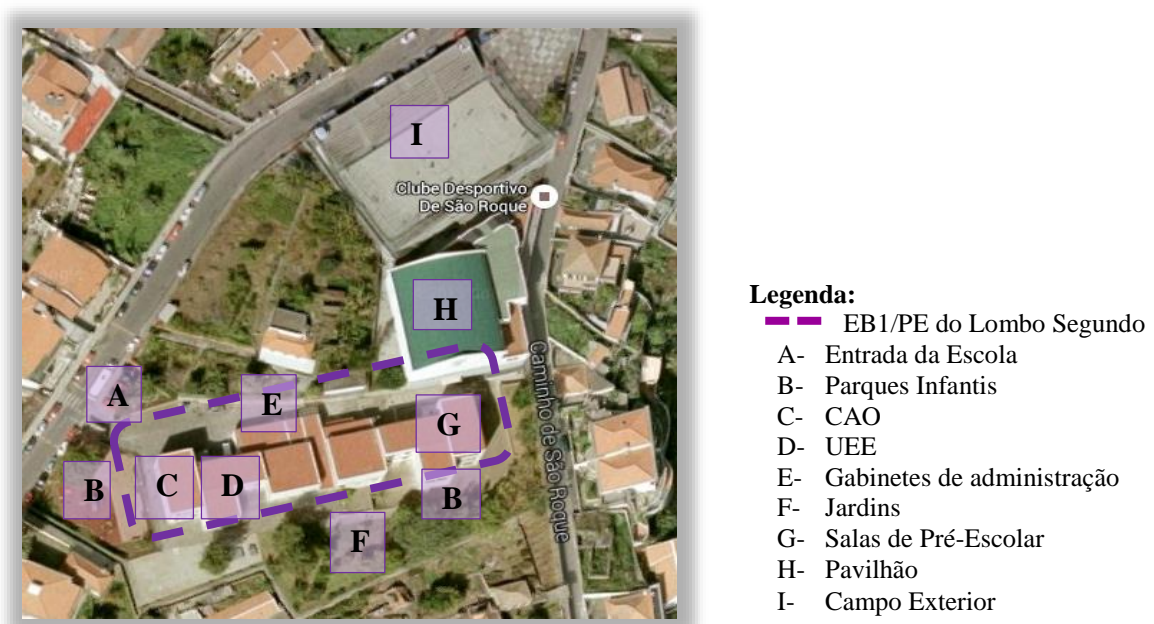 I
Clube Desportivo
De São Roque
H
Caminho de São Roque
A
E
G
B
C
D
B
F
Legenda:
EB1/PE do Lombo Segundo
A- Entrada da Escola
B- Parques Infantis
C- CAO
D- UEE
E- Gabinetes de administração
F- Jardins
G- Salas de Pré-Escolar
H- Pavilhão
I- Campo Exterior